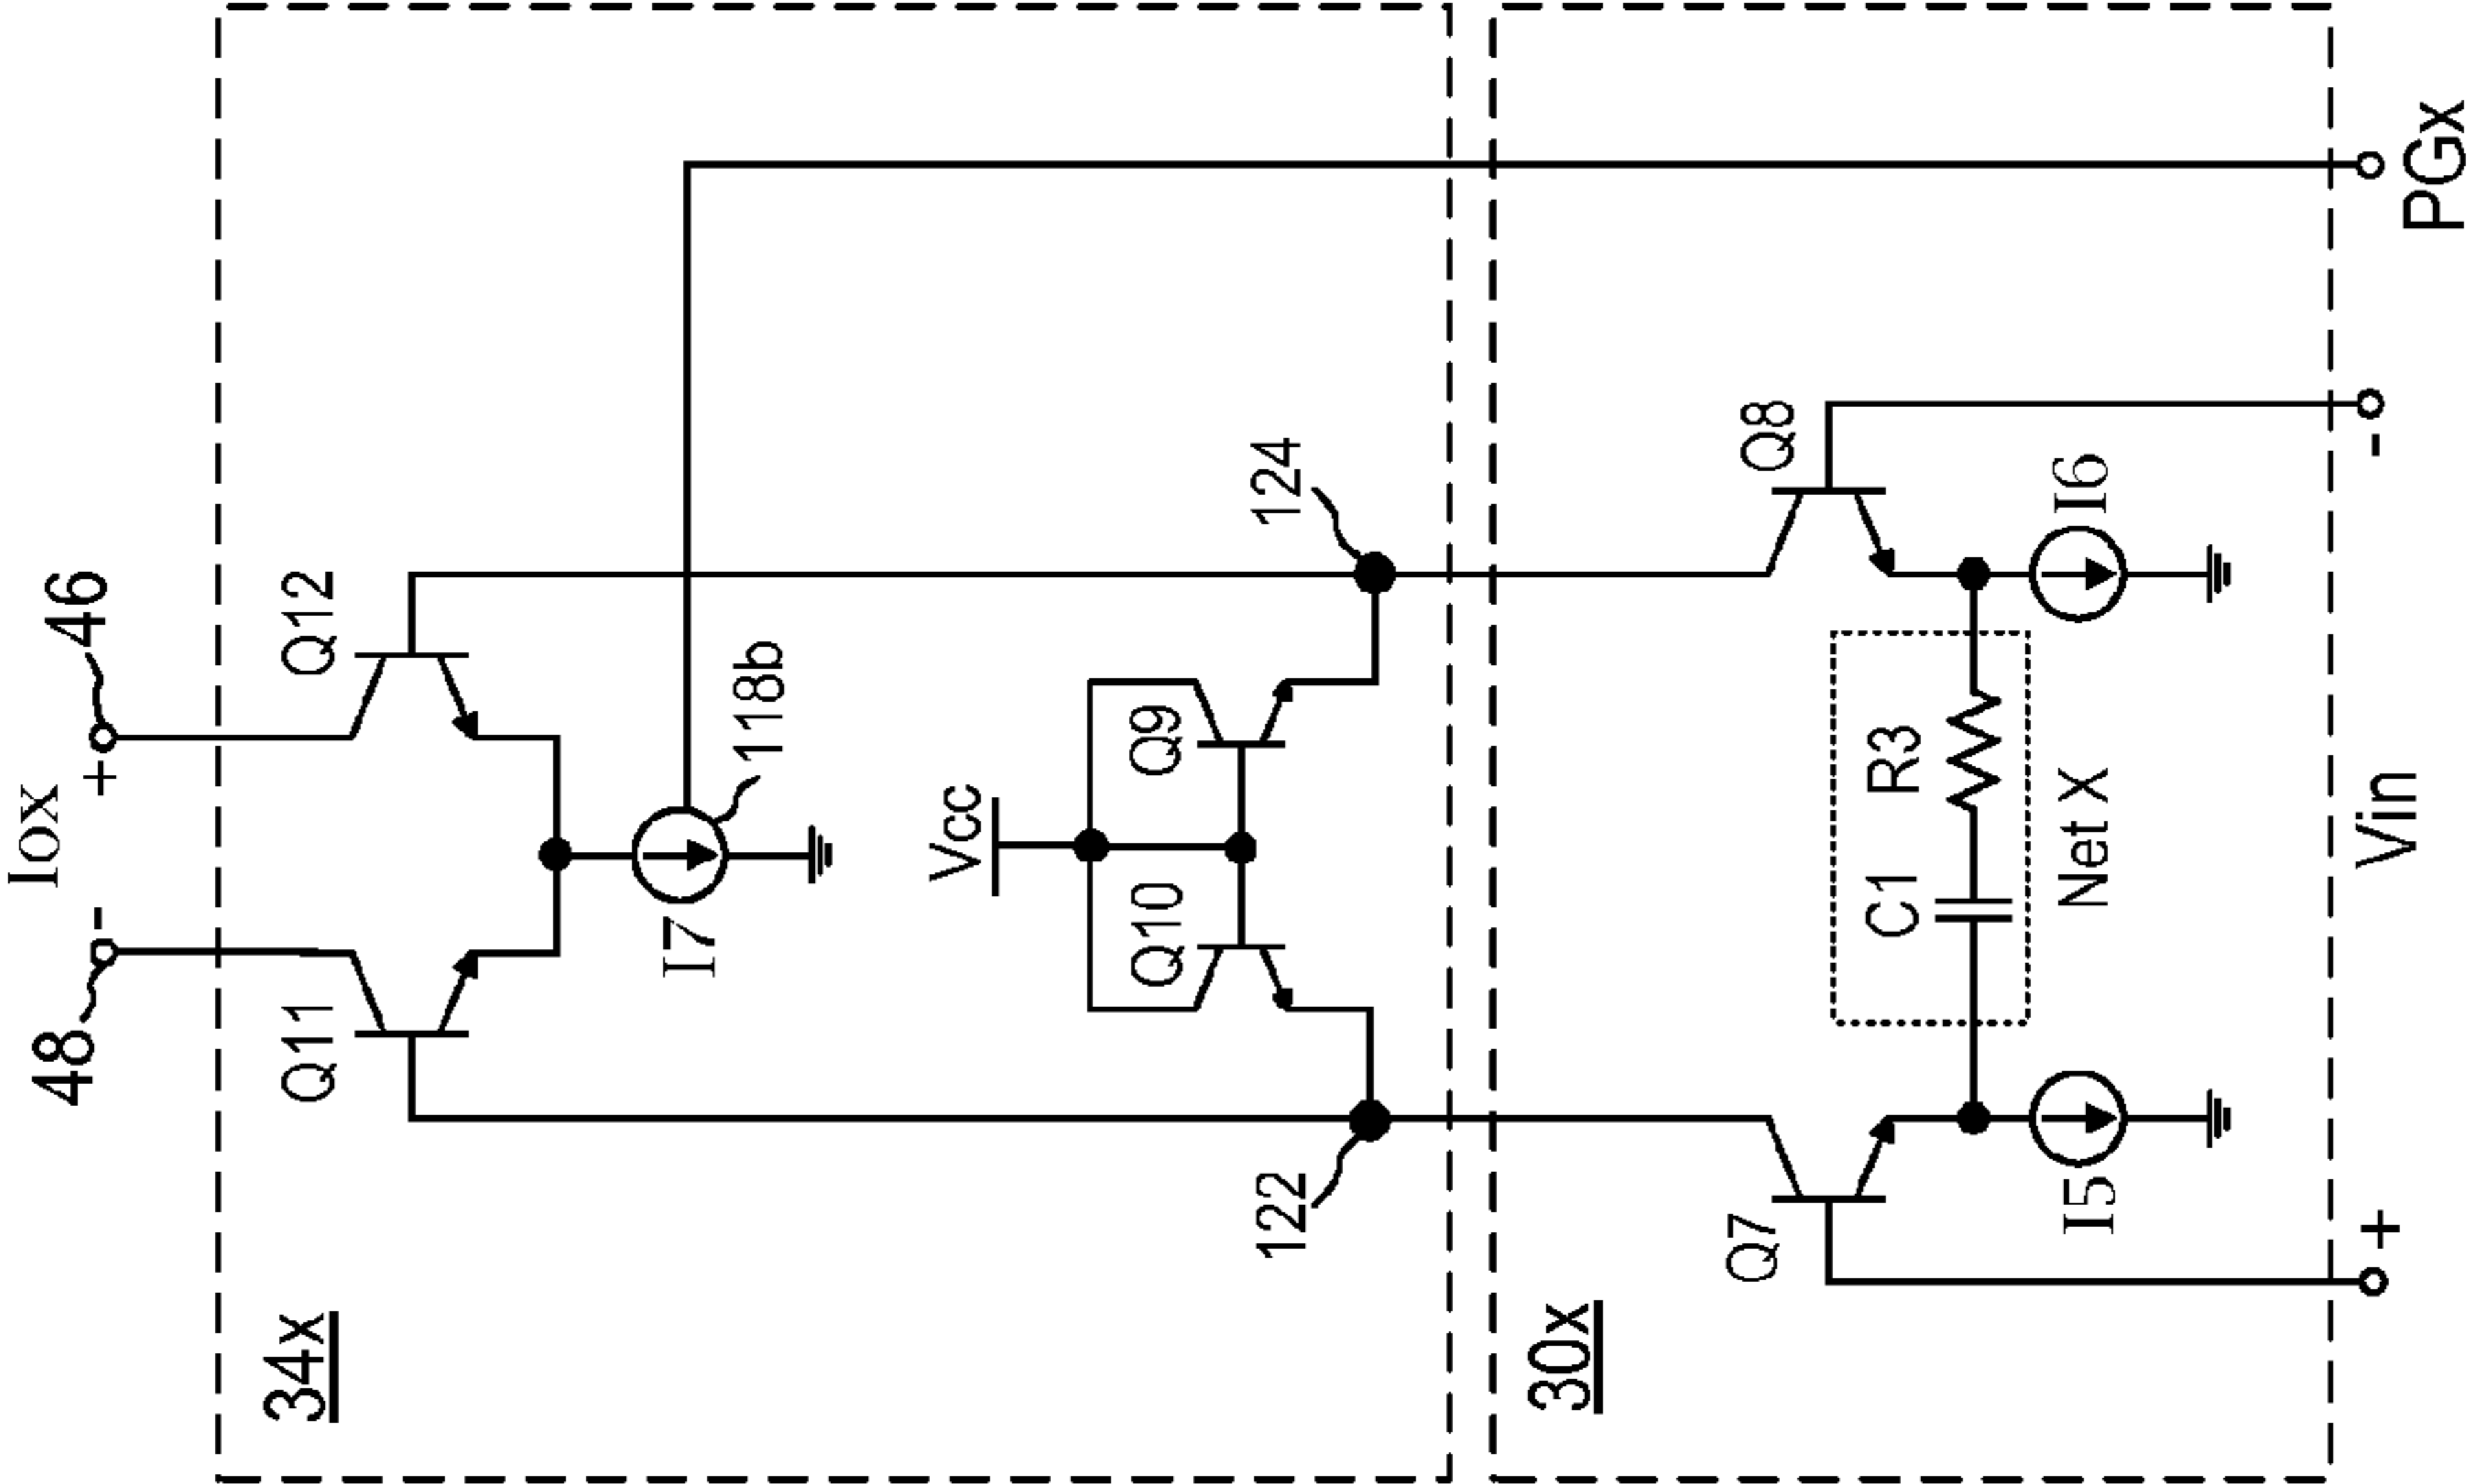 Iox
48
-
+
46
Q11
Q12
I7
118b
34x
Vcc
Q10
Q9
122
124
30x
Q7
Q8
C1
R3
Net X
I5
I6
+
Vin
-
PGx